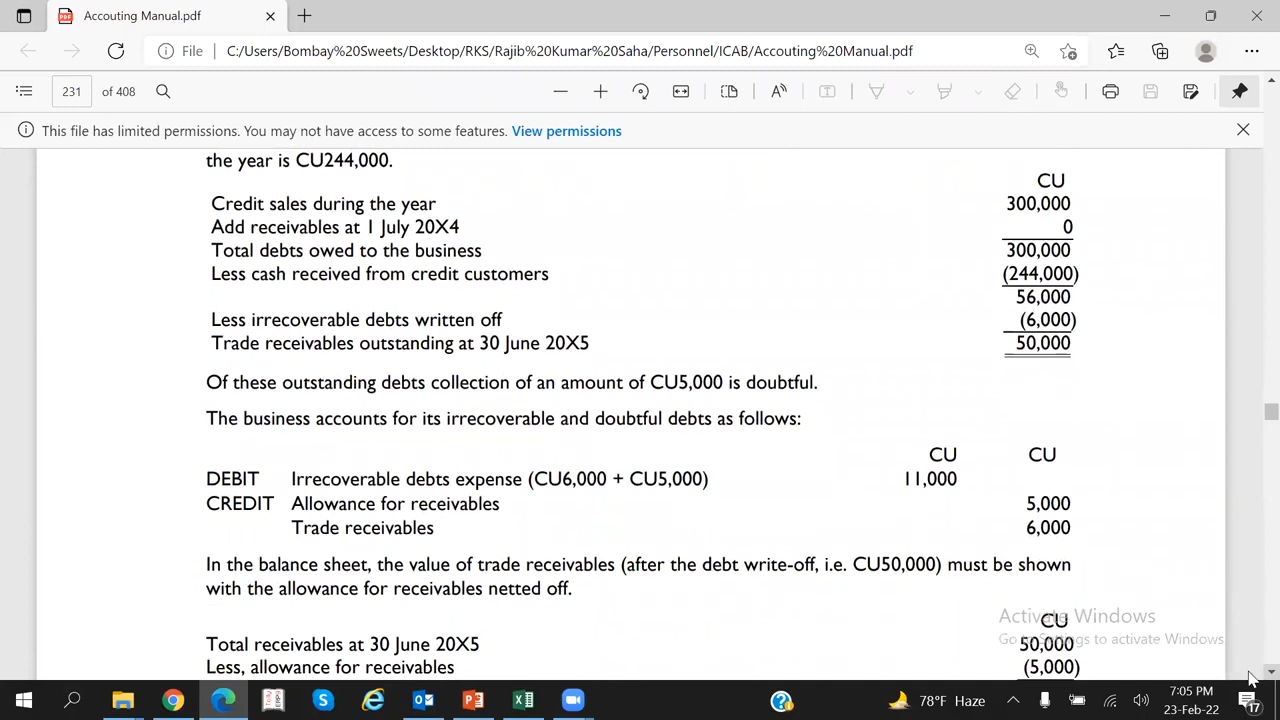 Accouting Manual.pdf
File C:/Users/Bombay%20Sweets/Desktop/RKS/Rajib%20Kumar%20Saha/Personnel/ICAB/Accouting%20Manual.pdf
231 of 408
This file has limited permissions. You may not have access to some features. View permissions
the year is CU244,000.
CU
Credit sales during the year 300,000
Add receivables at 1 July 20X4 0
Total debts owed to the business 300,000
Less cash received from credit customers (244,000)
56,000
Less irrecoverable debts written off (6,000)
Trade receivables outstanding at 30 June 20X5 50,000
Of these outstanding debts collection of an amount of CU5,000 is doubtful.
The business accounts for its irrecoverable and doubtful debts as follows:
CU CU
DEBIT Irrecoverable debts expense (CU6,000 + CU5,000) 11,000
CREDIT Allowance for receivables 5,000
Trade receivables 6,000
In the balance sheet, the value of trade receivables (after the debt write-off, i.e. CU50,000) must be shown
with the allowance for receivables netted off.
Activate Windows
CU
Go to Settings to activate Windows.
Total receivables at 30 June 20X5 50,000
Less, allowance for receivables (5,000)
78°F Haze
7:05 PM
23-Feb-22
17